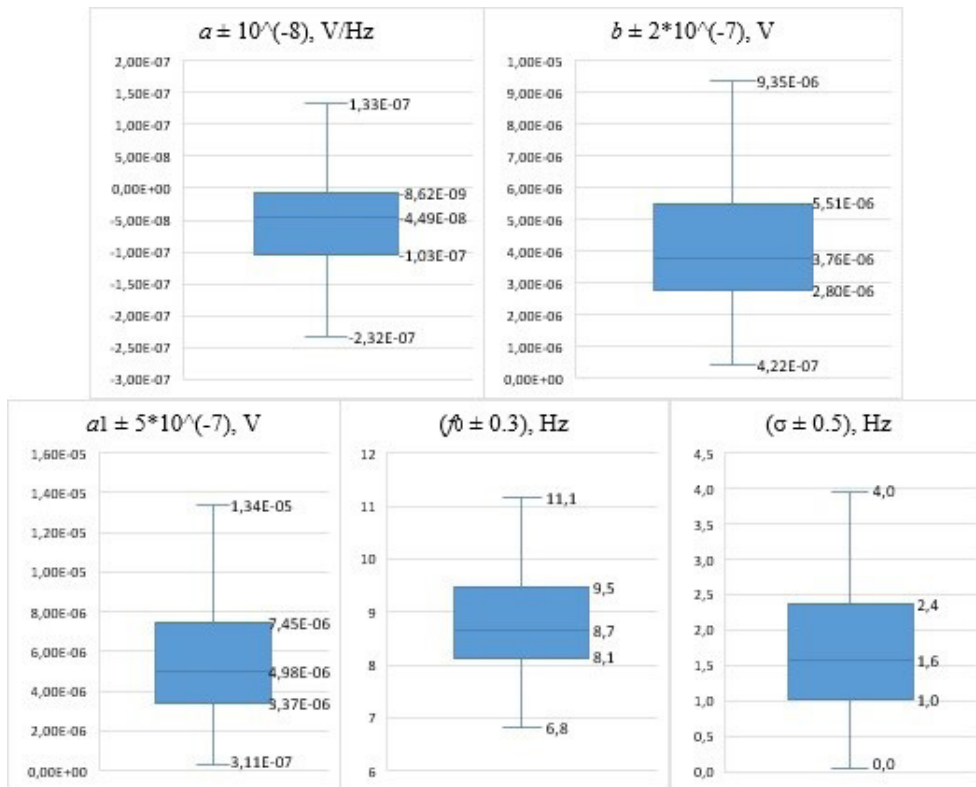 a ± 10^(-8), V/Hz
2,00E-07
1,50E-07
1,00E-07
5,00E-08
0,00E+00
-5,00E-08
-1,00E-07
-1,50E-07
-2,00E-07
-2,50E-07
-3,00E-07
1,33E-07
-8,62E-09
-4,49E-08
-1,03E-07
-2,32E-07
b ± 2*10^(-7), V
1,00E-05
9,00E-06
8,00E-06
7,00E-06
6,00E-06
5,00E-06
4,00E-06
3,00E-06
2,00E-06
1,00E-06
0,00E+00
9,35E-06
5,51E-06
3,76E-06
2,80E-06
4,22E-07
a1 ± 5*10^(-7), V
1,60E-05
1,40E-05
1,20E-05
1,00E-05
8,00E-06
6,00E-06
4,00E-06
2,00E-06
0,00E+00
1,34E-05
7,45E-06
4,98E-06
3,37E-06
3,11E-07
(f0 ± 0.3), Hz
12
11
10
9
8
7
6
11,1
9,5
8,7
8,1
6,8
(σ ± 0.5), Hz
4,5
4,0
3,5
3,0
2,5
2,0
1,5
1,0
0,5
0,0
4,0
2,4
1,6
1,0
0,0